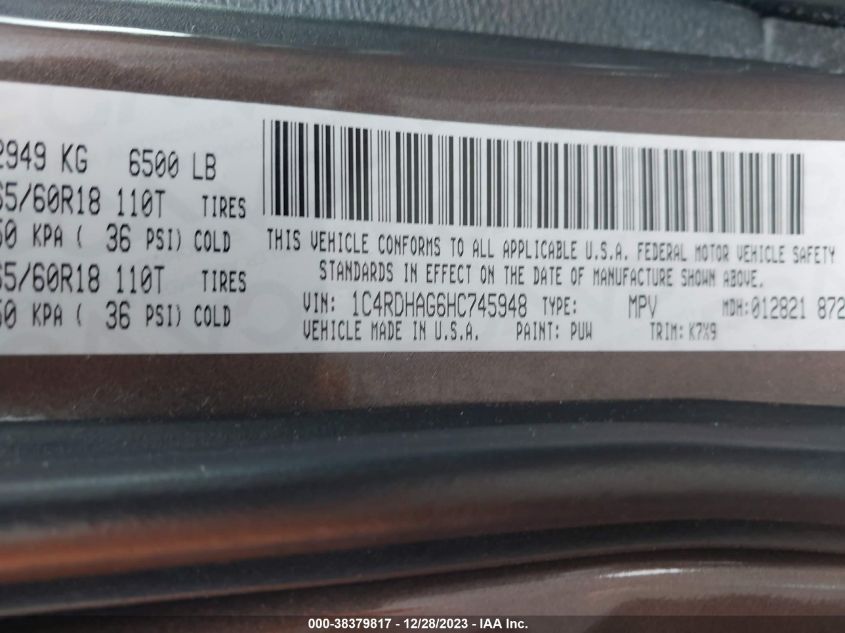 2949 KG 6500 LB
65/60R18 110T TIRES
50 KPA ( 36 PSI) COLD
65/60R18 110T TIRES
50 KPA ( 36 PSI) COLD
THIS VEHICLE CONFORMS TO ALL APPLICABLE U.S.A. FEDERAL MOTOR VEHICLE SAFETY
STANDARDS IN EFFECT ON THE DATE OF MANUFACTURE SHOWN ABOVE.
VIN: 1C4RDHAG6HC745948 TYPE: MPV MDH:012821 872
VEHICLE MADE IN U.S.A. PAINT: PUW TRIM: K7X9
000-38379817 - 12/28/2023 - IAA Inc.